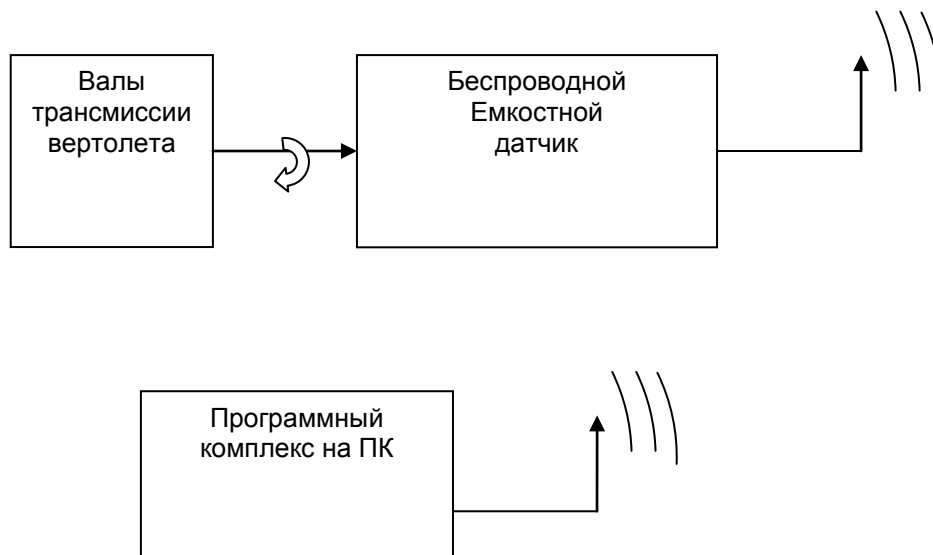 Валы
трансмиссии
вертолета
Беспроводной
Емкостной
датчик
Программный
комплекс на ПК